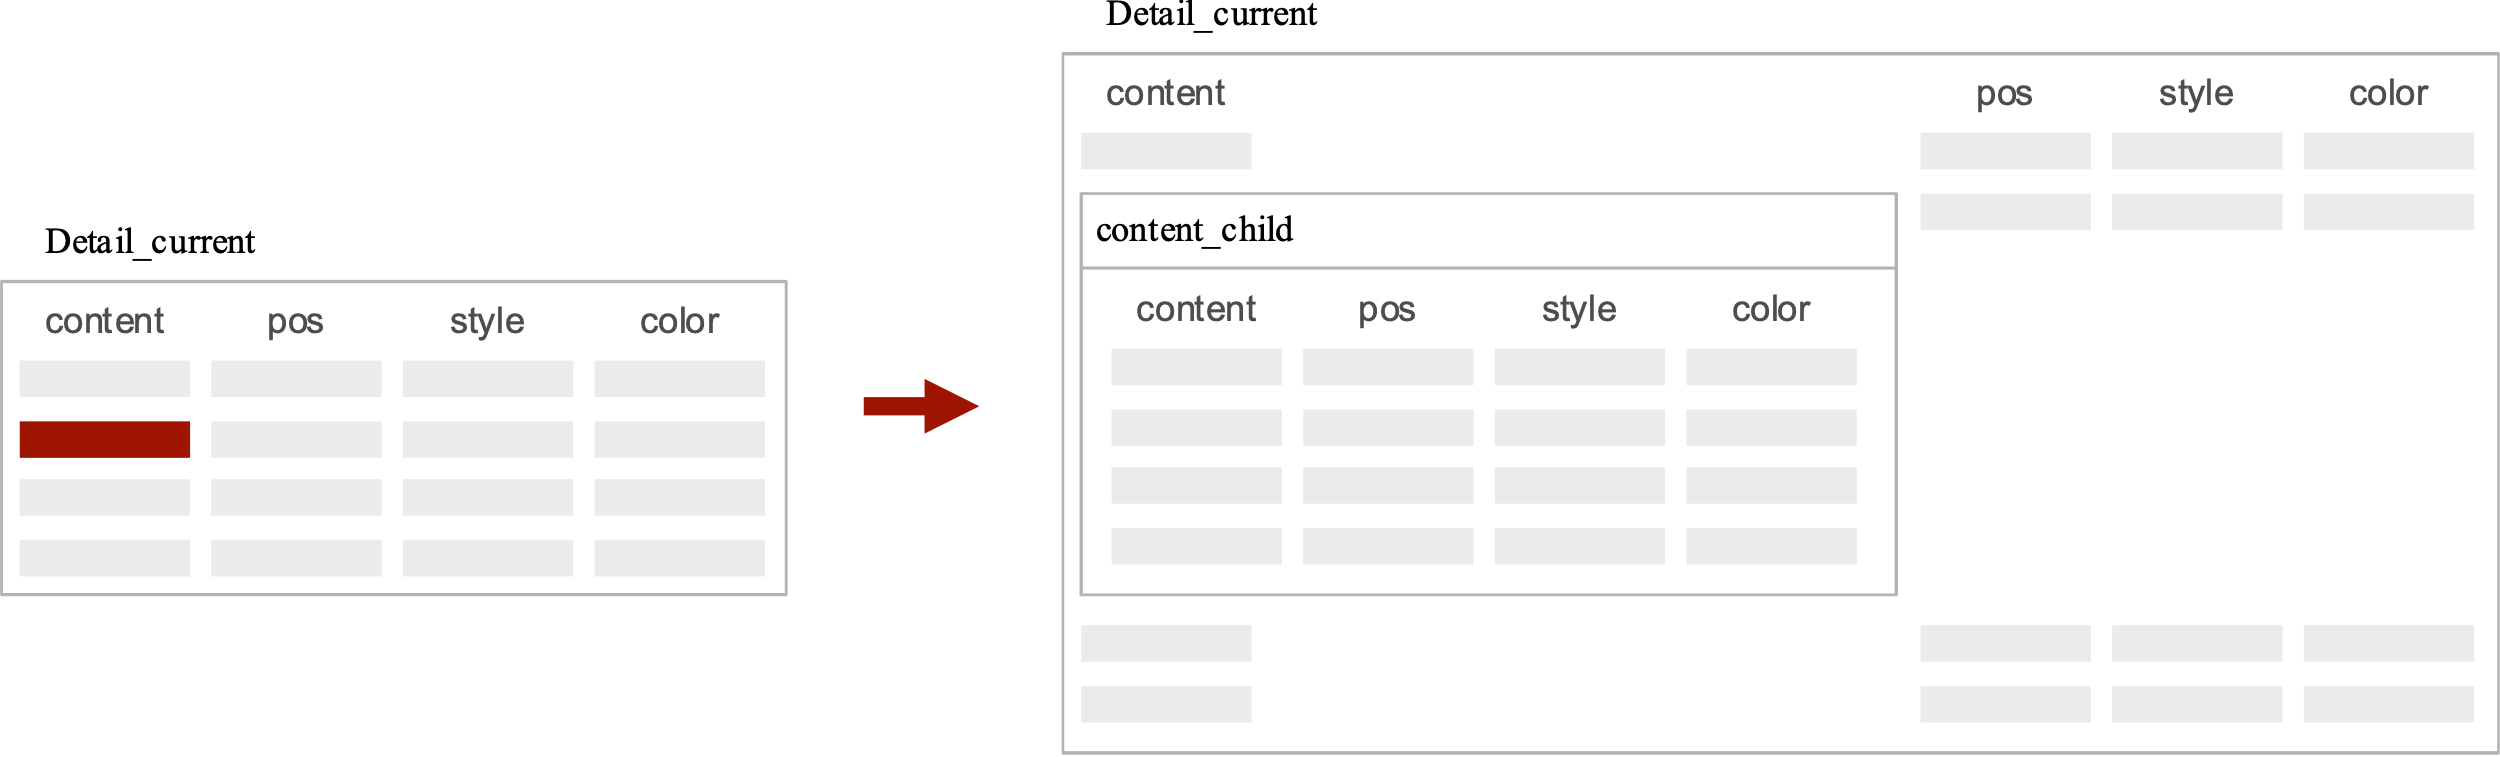 Detail_current
content pos style color
Detail_current
content pos style color
content_child
content pos style color